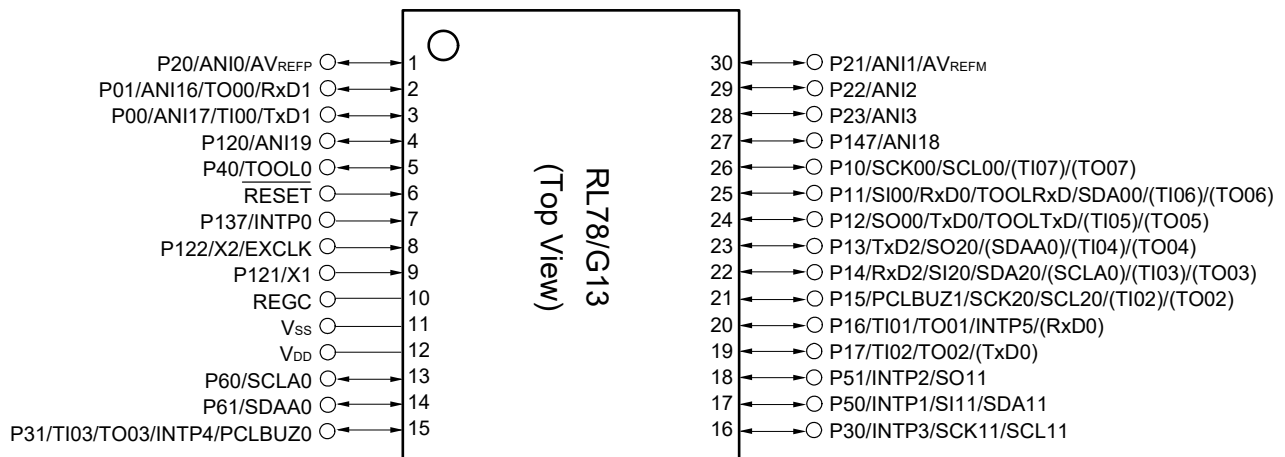 P20/ANI0/AVREFP 1
P01/ANI16/TO00/RxD1 2
P00/ANI17/TI00/TxD1 3
P120/ANI19 4
P40/TOOL0 5
RESET 6
P137/INTP0 7
P122/X2/EXCLK 8
P121/X1 9
REGC 10
VSS 11
VDD 12
P60/SCLA0 13
P61/SDAA0 14
P31/TI03/TO03/INTP4/PCLBUZ0 15
RL78/G13
(Top View)
30 P21/ANI1/AVREFM
29 P22/ANI2
28 P23/ANI3
27 P147/ANI18
26 P10/SCK00/SCL00/(TI07)/(TO07)
25 P11/SI00/RxD0/TOOLRxD/SDA00/(TI06)/(TO06)
24 P12/SO00/TxD0/TOOLTxD/(TI05)/(TO05)
23 P13/TxD2/SO20/(SDAA0)/(TI04)/(TO04)
22 P14/RxD2/SI20/SDA20/(SCLA0)/(TI03)/(TO03)
21 P15/PCLBUZ1/SCK20/SCL20/(TI02)/(TO02)
20 P16/TI01/TO01/INTP5/(RxD0)
19 P17/TI02/TO02/(TxD0)
18 P51/INTP2/SO11
17 P50/INTP1/SI11/SDA11
16 P30/INTP3/SCK11/SCL11